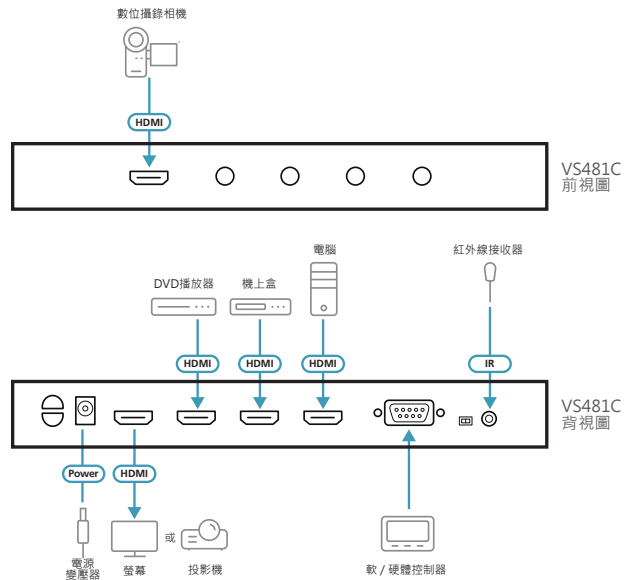 數位攝錄相機
HDMI
VS481C
前視圖
電腦
紅外線接收器
DVD播放器
機上盒
HDMI
HDMI
HDMI
IR
VS481C
背視圖
Power
HDMI
或
電源
變壓器
螢幕
投影機
軟 / 硬體控制器